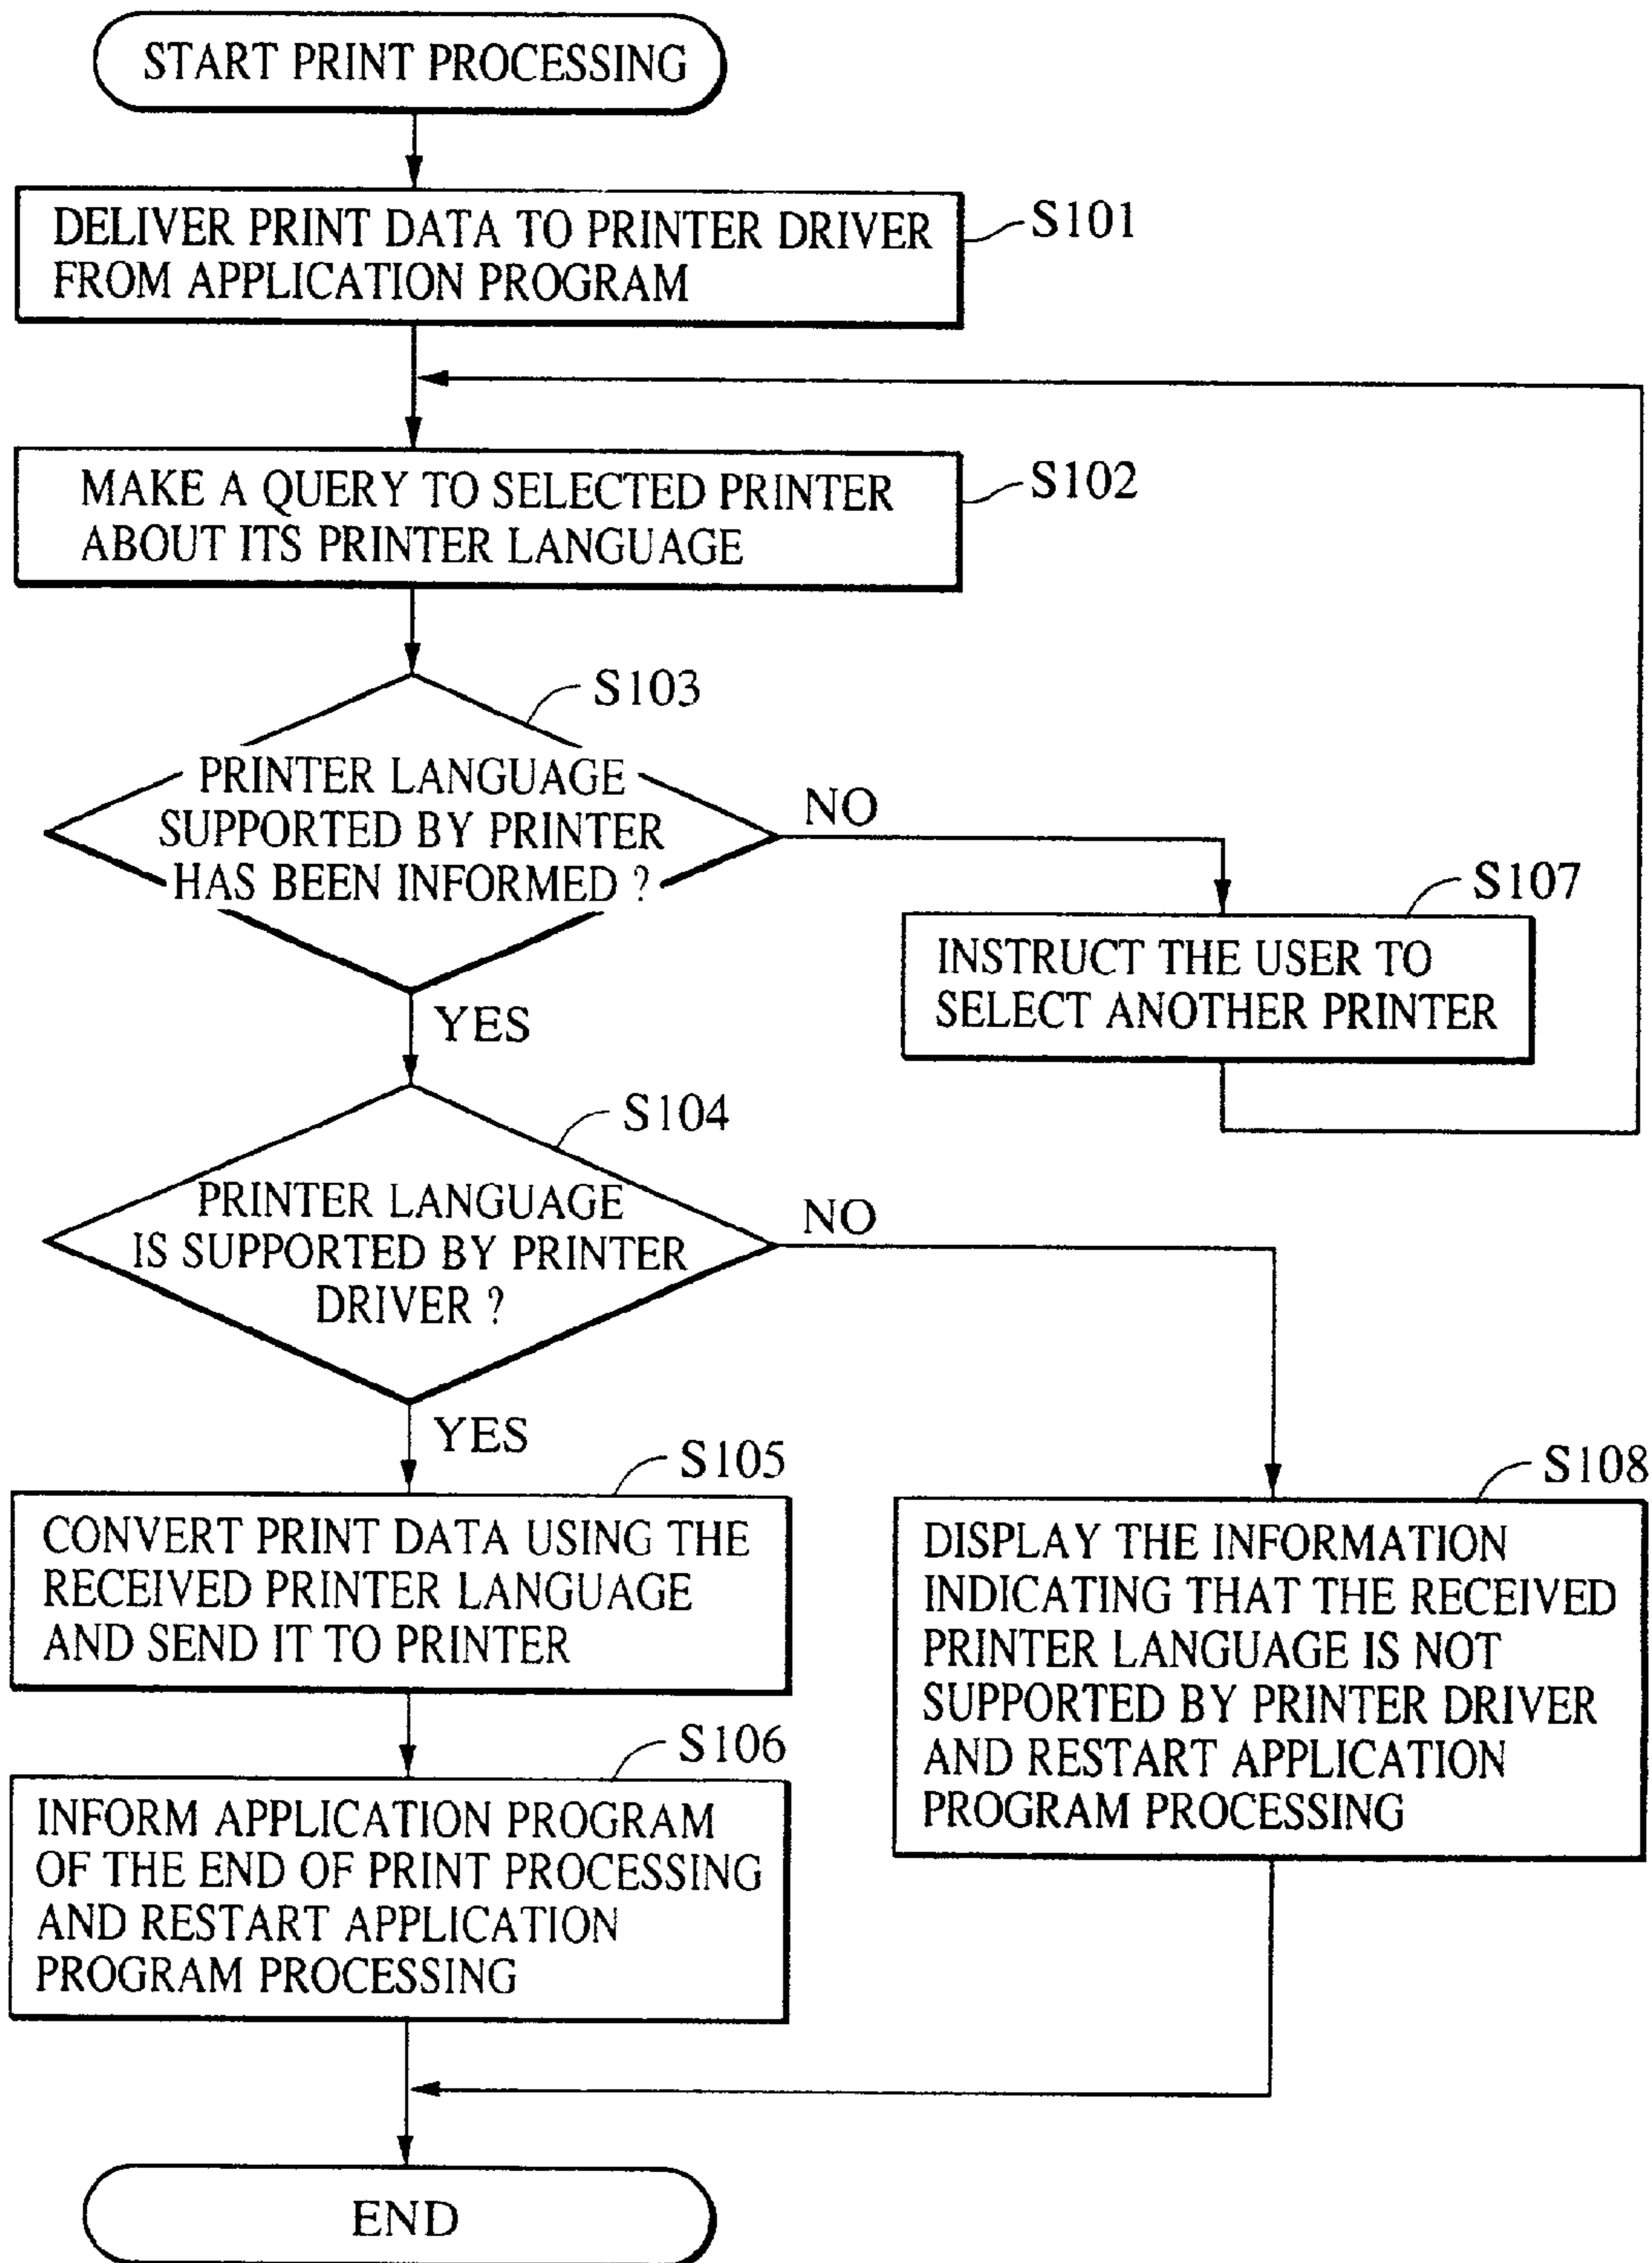 START PRINT PROCESSING
DELIVER PRINT DATA TO PRINTER DRIVER
FROM APPLICATION PROGRAM
S101
MAKE A QUERY TO SELECTED PRINTER
ABOUT ITS PRINTER LANGUAGE
S102
S103
PRINTER LANGUAGE
SUPPORTED BY PRINTER
HAS BEEN INFORMED ?
NO
YES
S107
INSTRUCT THE USER TO
SELECT ANOTHER PRINTER
S104
PRINTER LANGUAGE
IS SUPPORTED BY PRINTER
DRIVER ?
NO
YES
S105
CONVERT PRINT DATA USING THE
RECEIVED PRINTER LANGUAGE
AND SEND IT TO PRINTER
S108
DISPLAY THE INFORMATION
INDICATING THAT THE RECEIVED
PRINTER LANGUAGE IS NOT
SUPPORTED BY PRINTER DRIVER
AND RESTART APPLICATION
PROGRAM PROCESSING
S106
INFORM APPLICATION PROGRAM
OF THE END OF PRINT PROCESSING
AND RESTART APPLICATION
PROGRAM PROCESSING
END